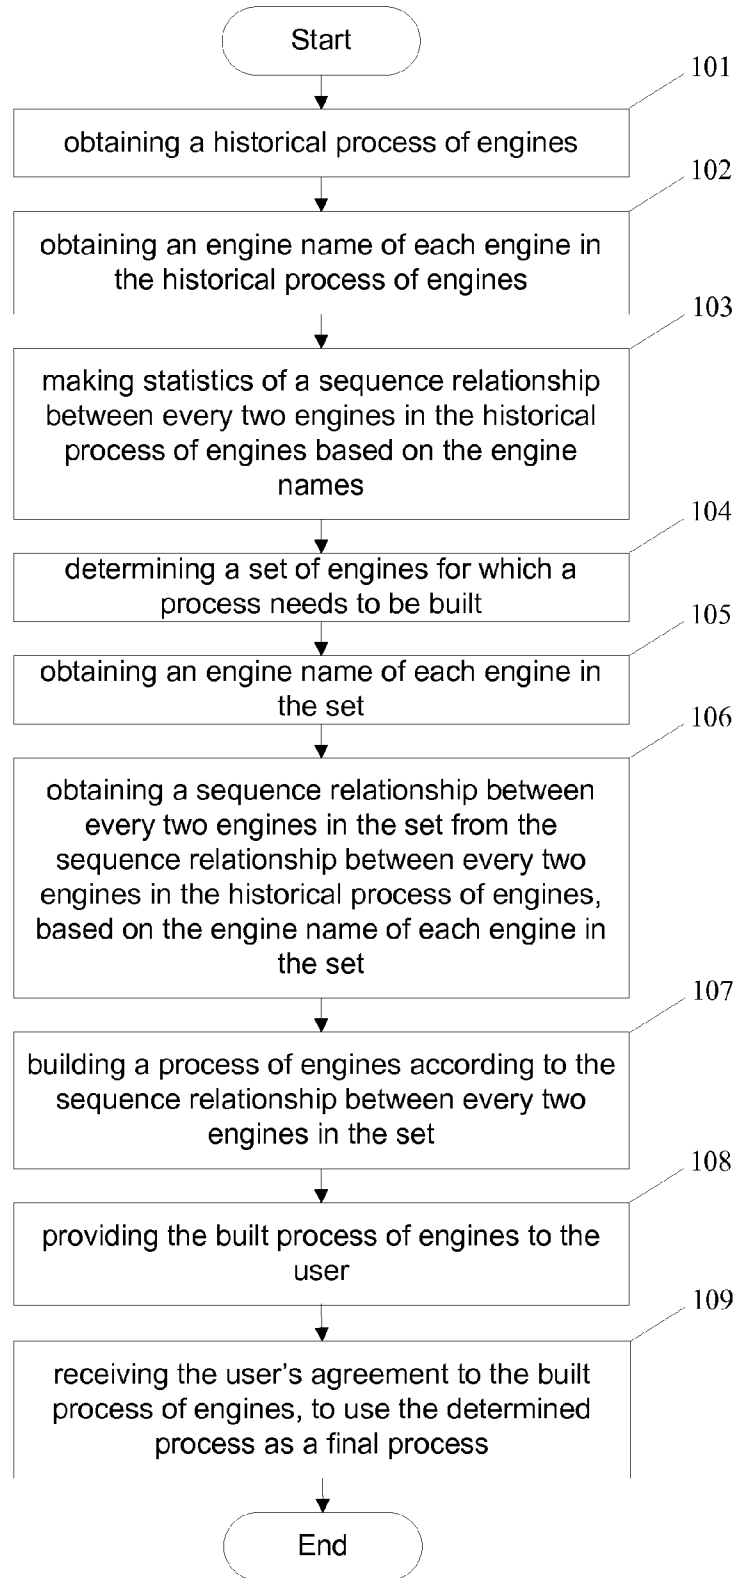 Start
101
obtaining a historical process of engines
102
obtaining an engine name of each engine in
the historical process of engines
103
making statistics of a sequence relationship
between every two engines in the historical
process of engines based on the engine
names
104
determining a set of engines for which a
process needs to be built
105
obtaining an engine name of each engine in
the set
106
obtaining a sequence relationship between
every two engines in the set from the
sequence relationship between every two
engines in the historical process of engines,
based on the engine name of each engine in
the set
107
building a process of engines according to the
sequence relationship between every two
engines in the set
108
providing the built process of engines to the
user
109
receiving the user's agreement to the built
process of engines, to use the determined
process as a final process
End